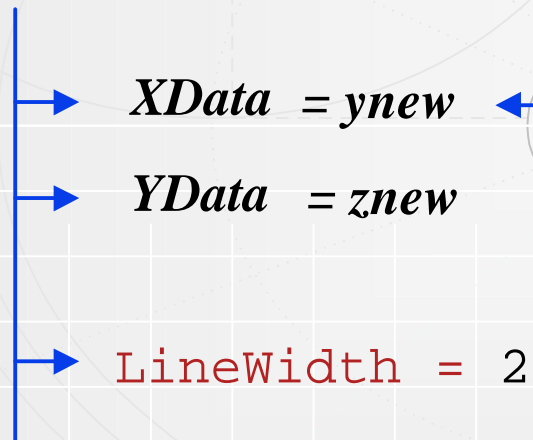 XData = ynew
YData = znew
LineWidth = 2